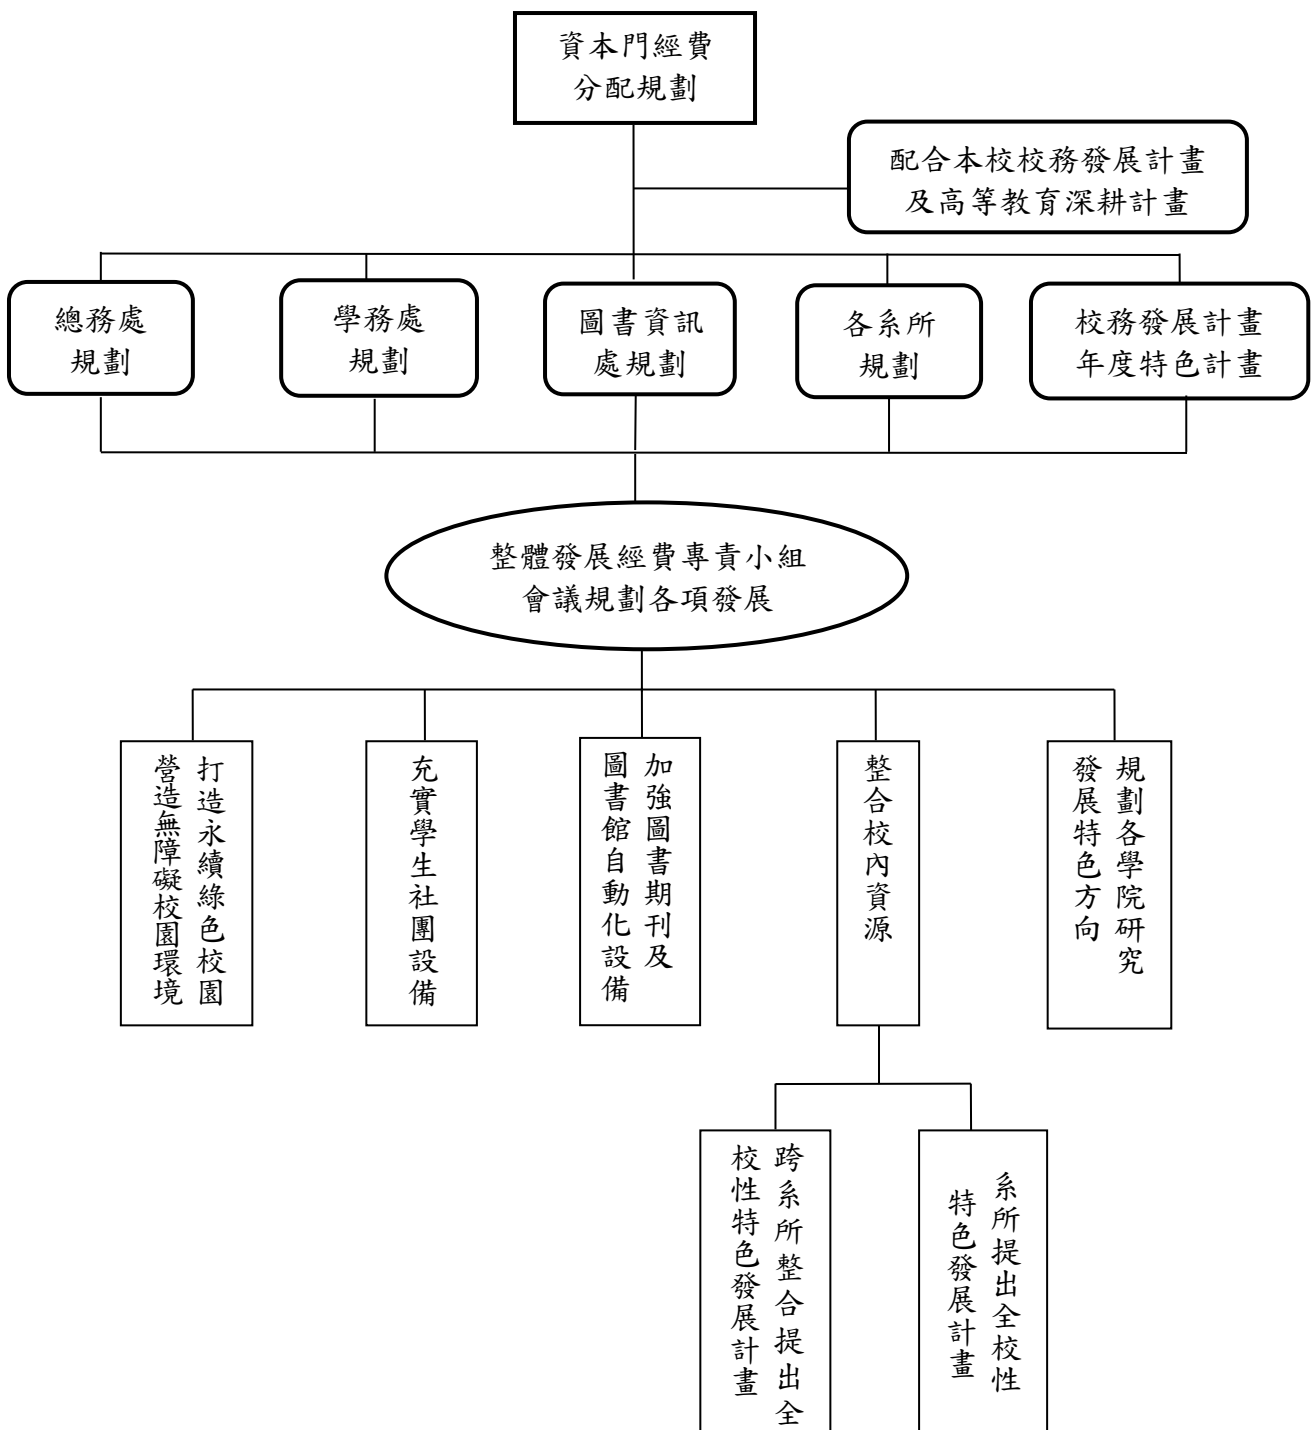 資本門經費
分配規劃
配合本校校務發展計畫
及高等教育深耕計畫
總務處
規劃
學務處
規劃
圖書資訊
處規劃
各系所
規劃
校務發展計畫
年度特色計畫
整體發展經費專責小組
會議規劃各項發展
打造永續綠色校園
營造無障礙校園環境
充實學生社團設備
加強圖書期刊及
圖書館自動化設備
整合校內資源
規劃各學院研究
發展特色方向
跨系所整合提出全
校性特色發展計畫
系所提出全校性
特色發展計畫